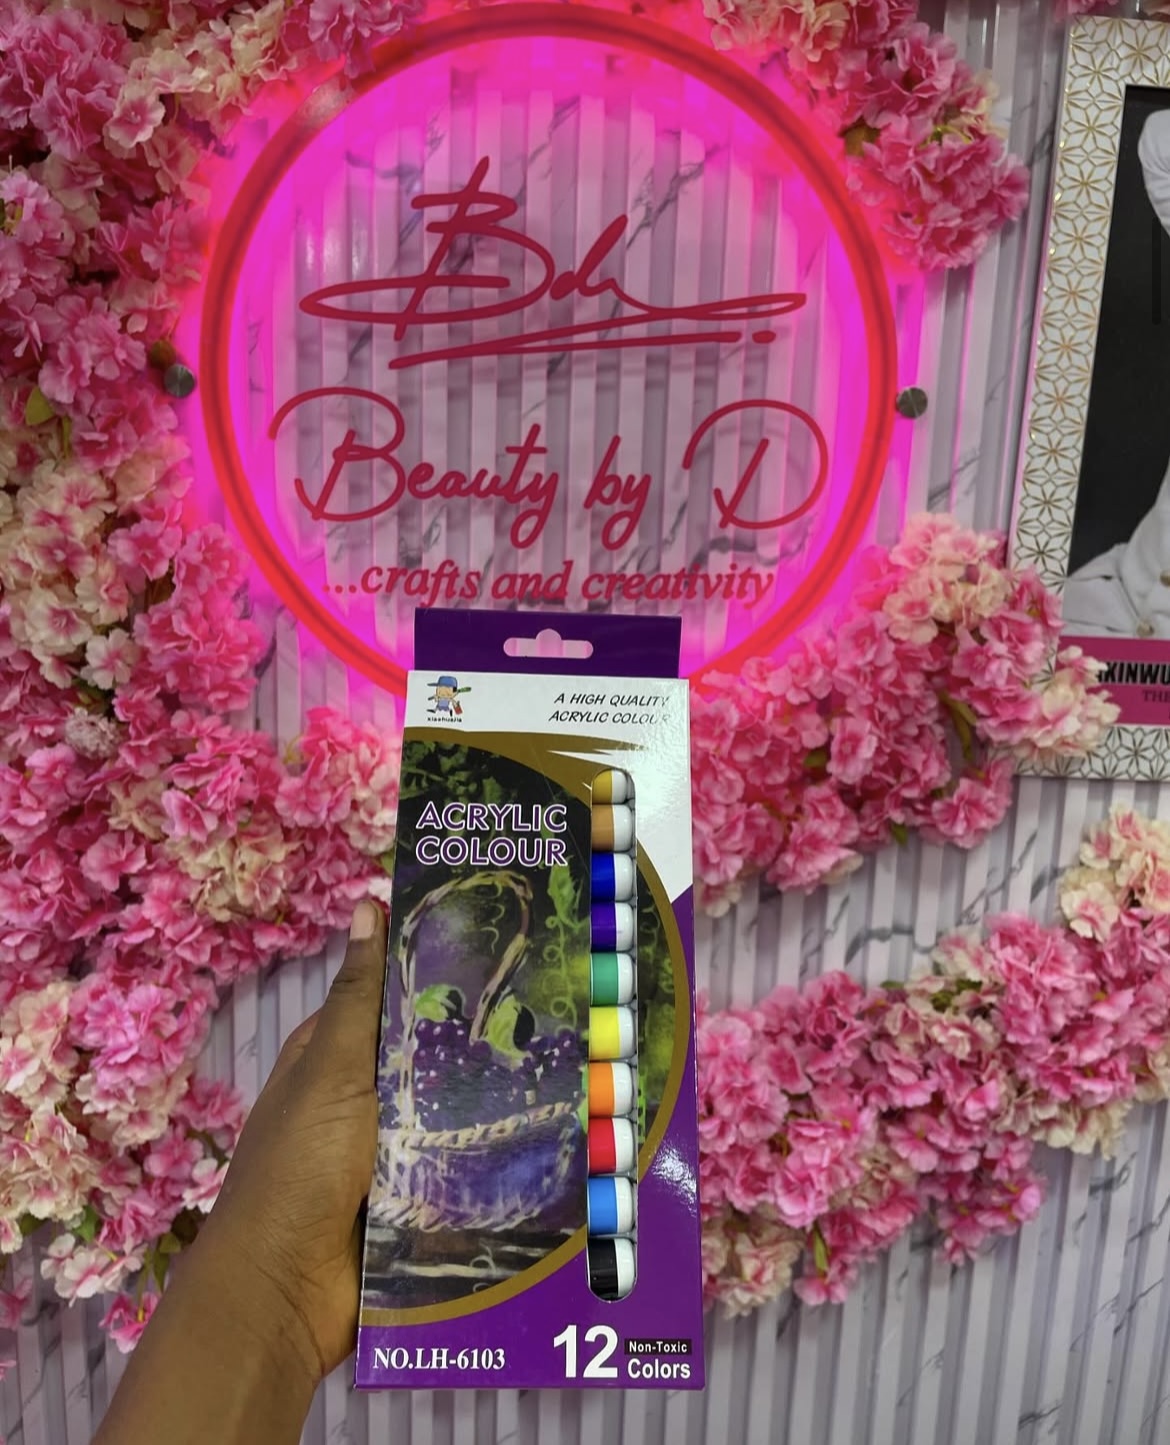 Bd
Beauty by D
...crafts and creativity
xiaohuajia
A HIGH QUALITY
ACRYLIC COLOUR
ACRYLIC
COLOUR
NO.LH-6103
12
Non-Toxic
Colors